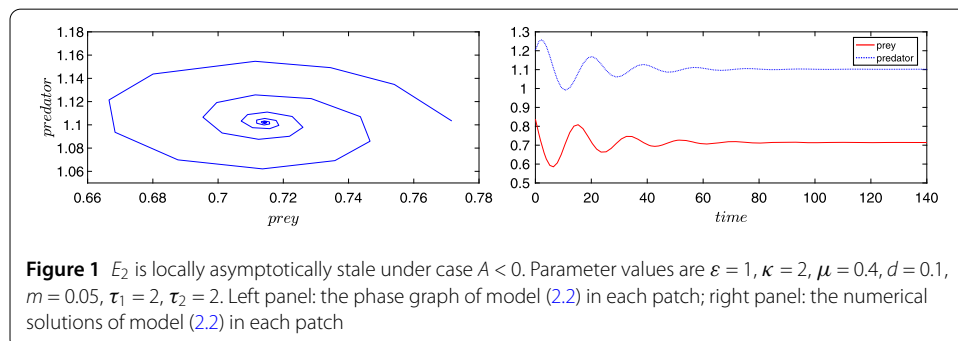 1.18
1.16
1.14
1.12
1.1
1.08
1.06
predator
0.66 0.68 0.7 0.72 0.74 0.76 0.78
prey
1.3
1.2
1.1
1
0.9
0.8
0.7
0.6
0.5
prey
predator
0 20 40 60 80 100 120 140
time
Figure 1 E₂ is locally asymptotically stale under case A < 0. Parameter values are ε = 1, κ = 2, μ = 0.4, d = 0.1,
m = 0.05, τ₁ = 2, τ₂ = 2. Left panel: the phase graph of model (2.2) in each patch; right panel: the numerical
solutions of model (2.2) in each patch